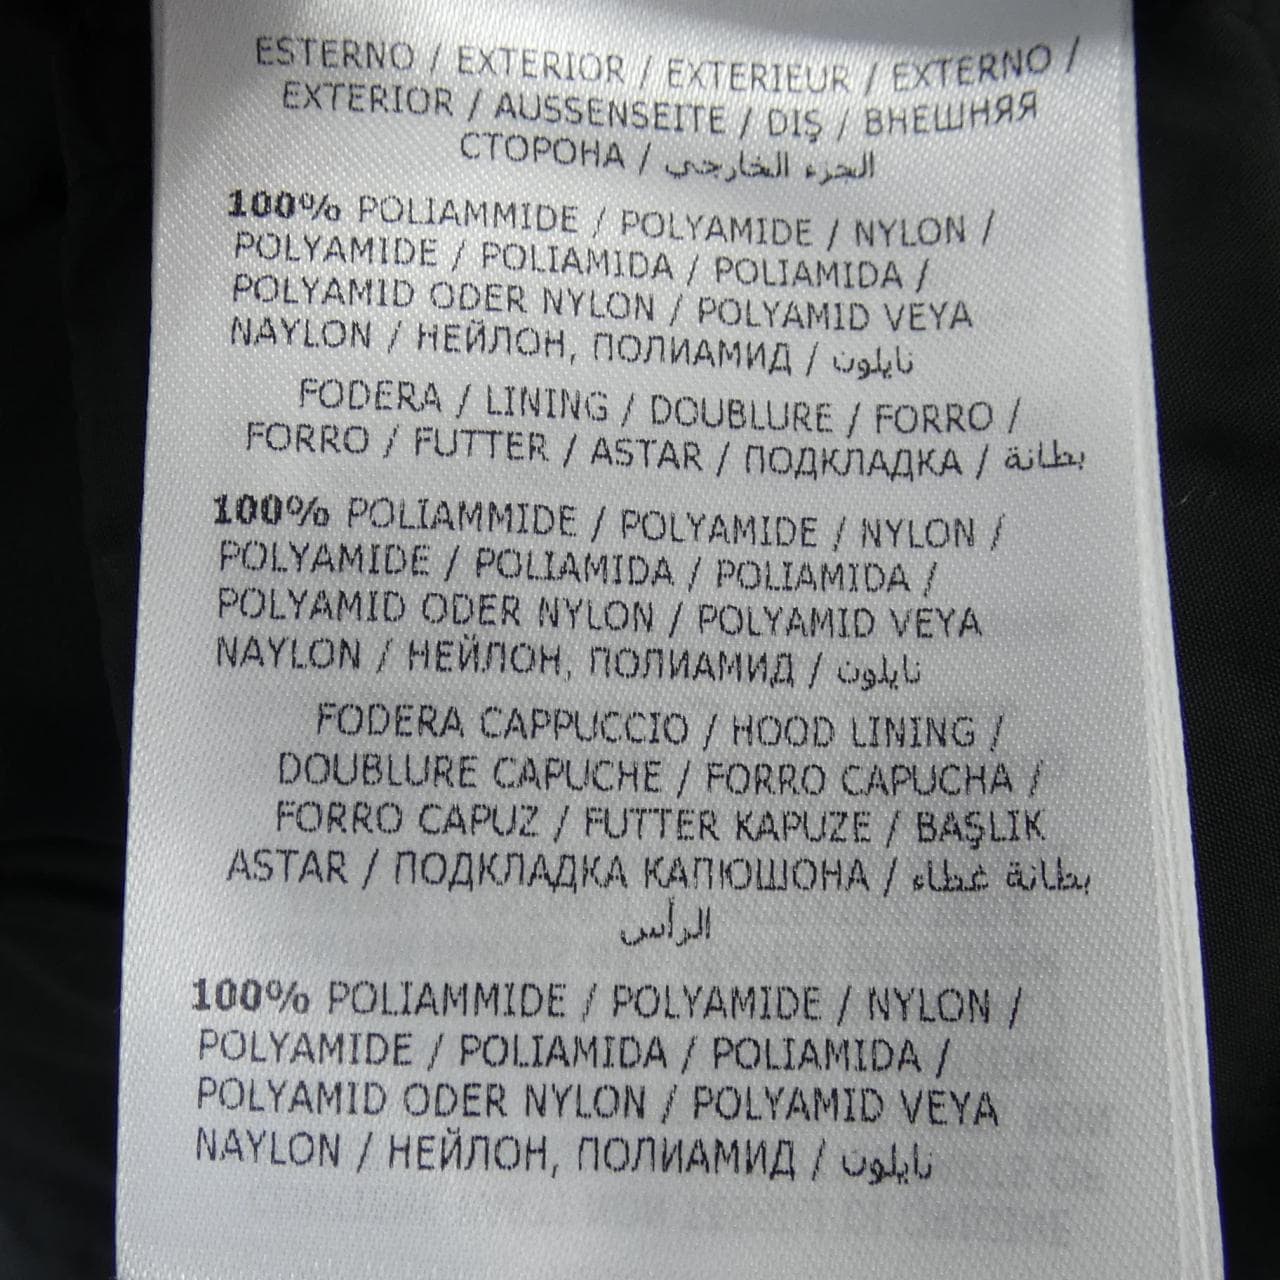 ESTERNO / EXTERIOR / EXTERIEUR / EXTERNO /
EXTERIOR / AUSSENSEITE / DIŞ / ВНЕШНЯЯ
СТОРОНА / الجزء الخارجي
100% POLIAMMIDE / POLYAMIDE / NYLON /
POLYAMIDE / POLIAMIDA / POLIAMIDA /
POLYAMID ODER NYLON / POLYAMID VEYA
NAYLON / НЕЙЛОН, ПОЛИАМИД / نايلون
FODERA / LINING / DOUBLURE / FORRO /
FORRO / FUTTER / ASTAR / ПОДКЛАДКА / بطانة
100% POLIAMMIDE / POLYAMIDE / NYLON /
POLYAMIDE / POLIAMIDA / POLIAMIDA /
POLYAMID ODER NYLON / POLYAMID VEYA
NAYLON / НЕЙЛОН, ПОЛИАМИД / نايلون
FODERA CAPPUCCIO / HOOD LINING /
DOUBLURE CAPUCHE / FORRO CAPUCHA /
FORRO CAPUZ / FUTTER KAPUZE / BAŞLIK
ASTAR / ПОДКЛАДКА КАПЮШОНА / بطانة غطاء
الرأس
100% POLIAMMIDE / POLYAMIDE / NYLON /
POLYAMIDE / POLIAMIDA / POLIAMIDA /
POLYAMID ODER NYLON / POLYAMID VEYA
NAYLON / НЕЙЛОН, ПОЛИАМИД / نايلون